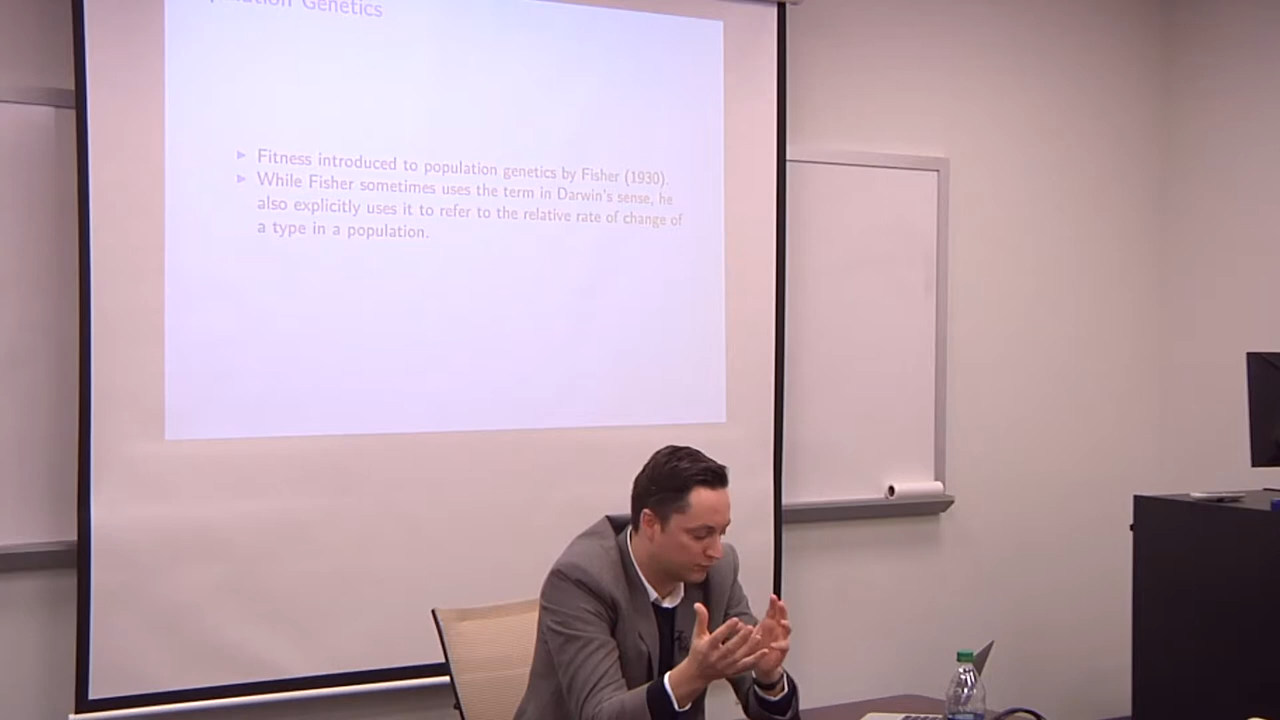 Genetics
▶ Fitness introduced to population genetics by Fisher (1930).
▶ While Fisher sometimes uses the term in Darwin's sense, he
also explicitly uses it to refer to the relative rate of change of
a type in a population.